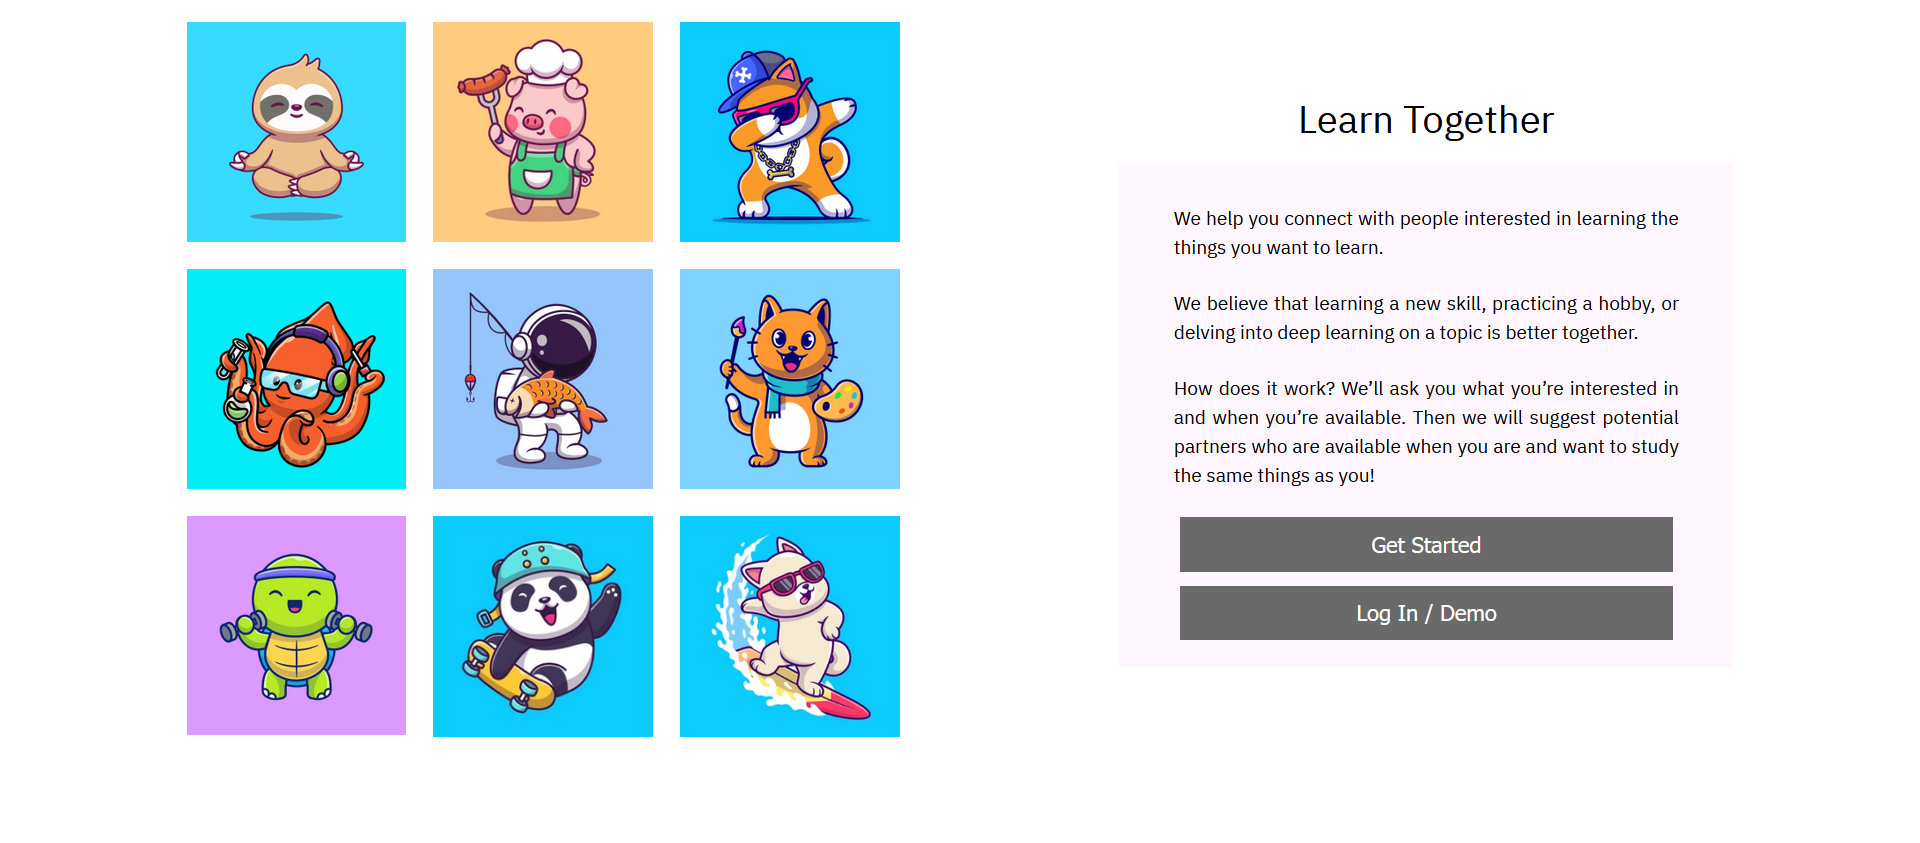 Learn Together
We help you connect with people interested in learning the
things you want to learn.
We believe that learning a new skill, practicing a hobby, or
delving into deep learning on a topic is better together.
How does it work? We’ll ask you what you’re interested in
and when you’re available. Then we will suggest potential
partners who are available when you are and want to study
the same things as you!
Get Started
Log In / Demo